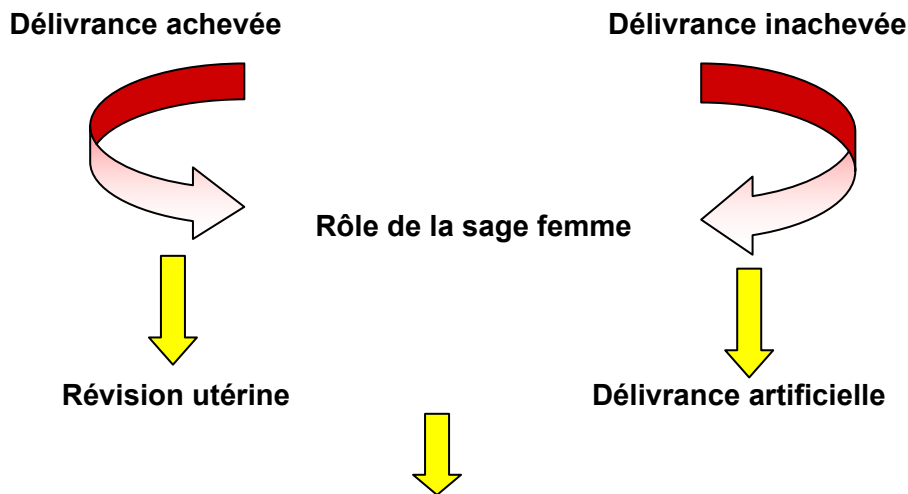 Délivrance achevée
Délivrance inachevée
Rôle de la sage femme
Révision utérine
Délivrance artificielle